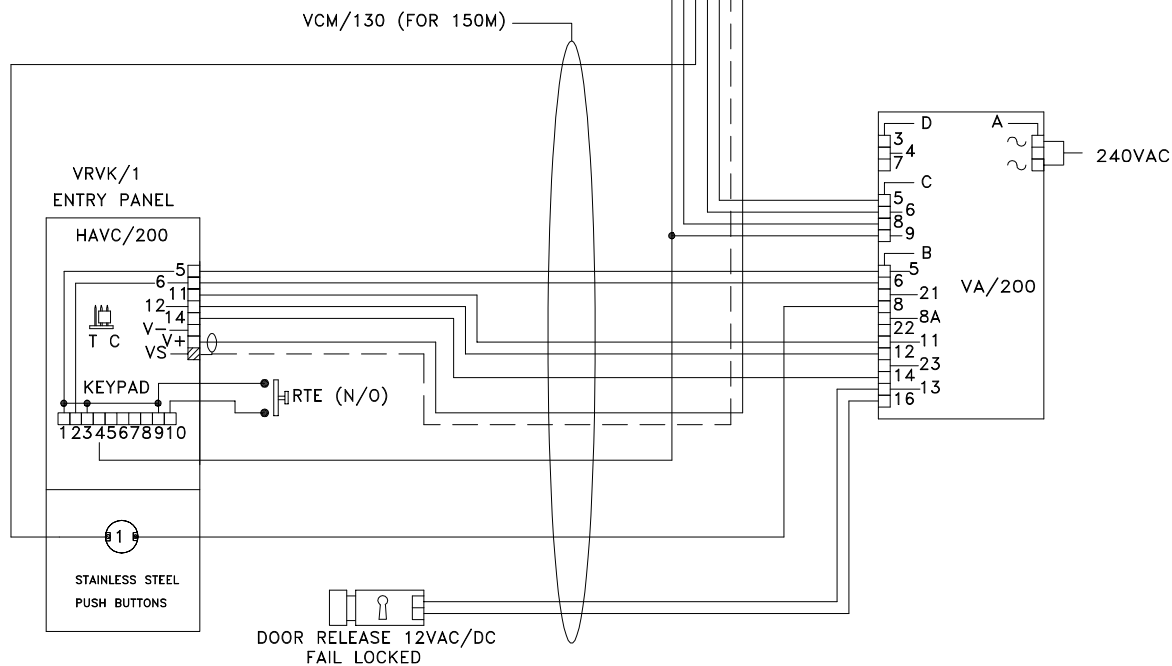 VCM/130 (FOR 150M)
D
A
3
4
7
240VAC
C
5
6
8
9
B
5
6
21
8
8A
22
11
12
23
14
13
16
VA/200
VRVK/1
ENTRY PANEL
HAVC/200
5
6
11
12
14
V-
V+
VS
T C
KEYPAD
12345678910
RTE (N/O)
1
STAINLESS STEEL
PUSH BUTTONS
DOOR RELEASE 12VAC/DC
FAIL LOCKED